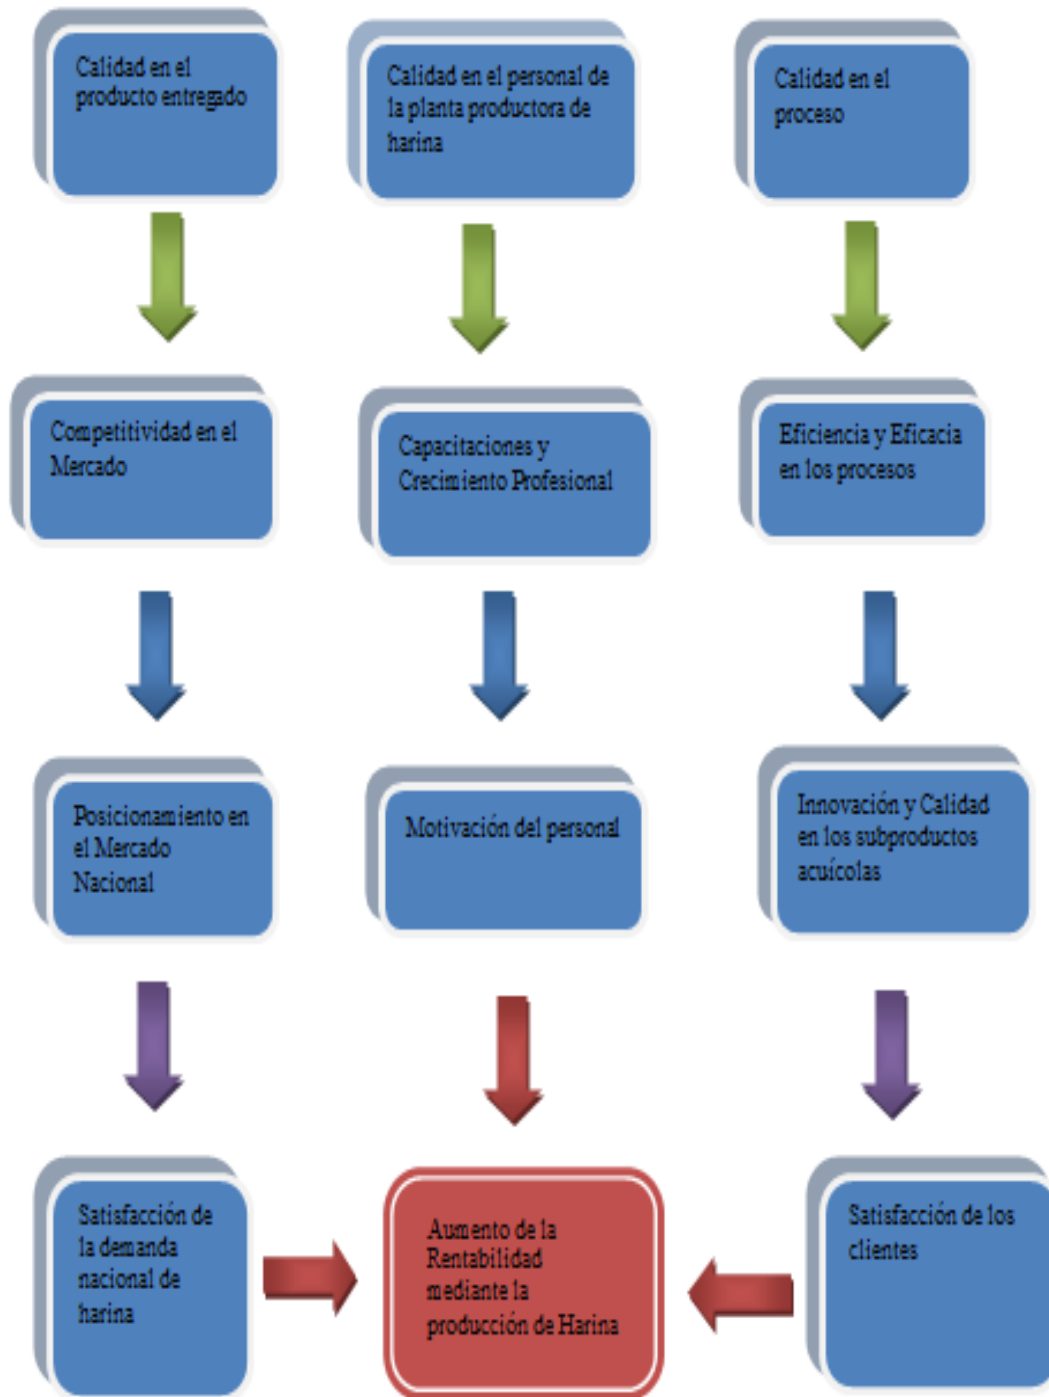 Calidad en el
producto entregado
Calidad en el personal de
la planta productora de
harina
Calidad en el
proceso
Competitividad en el
Mercado
Capacitaciones y
Crecimiento Profesional
Eficiencia y Eficacia
en los procesos
Posicionamiento en
el Mercado
Nacional
Motivación del personal
Innovación y Calidad
en los subproductos
acuícolas
Satisfacción de
la demanda
nacional de
harina
Aumento de la
Rentabilidad
mediante la
producción de Harina
Satisfacción de los
clientes